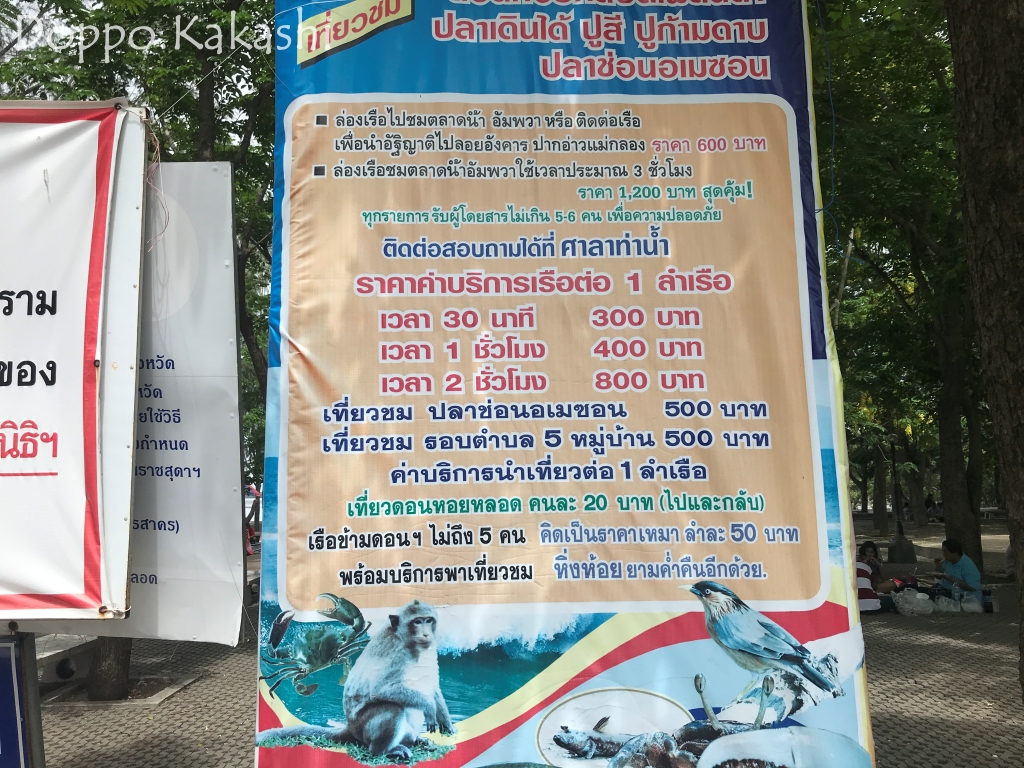 Doppo Kakashi
เที่ยวชม
ปลาเดินได้ ปูสี ปูก้ามดาบ
ปลาช่อนอเมซอน
■ ล่องเรือไปชมตลาดน้ำ อัมพวา หรือ ติดต่อเรือ
เพื่อนำอัฐิญาติไปลอยอังคาร ปากอ่าวแม่กลอง ราคา 600 บาท
■ ล่องเรือชมตลาดน้ำอัมพวาใช้เวลาประมาณ 3 ชั่วโมง
ราคา 1,200 บาท สุดคุ้ม!
ทุกรายการ รับผู้โดยสารไม่เกิน 5-6 คน เพื่อความปลอดภัย
ติดต่อสอบถามได้ที่ ศาลาท่าน้ำ
ราคาค่าบริการเรือต่อ 1 ลำเรือ
เวลา 30 นาที 300 บาท
เวลา 1 ชั่วโมง 400 บาท
เวลา 2 ชั่วโมง 800 บาท
เที่ยวชม ปลาช่อนอเมซอน 500 บาท
เที่ยวชม รอบตำบล 5 หมู่บ้าน 500 บาท
ค่าบริการนำเที่ยวต่อ 1 ลำเรือ
เที่ยวดอนหอยหลอด คนละ 20 บาท (ไปและกลับ)
เรือข้ามดอนฯ ไม่ถึง 5 คน คิดเป็นราคาเหมา ลำละ 50 บาท
พร้อมบริการพาเที่ยวชม หิ่งห้อย ยามค่ำคืนอีกด้วย.
ราม
ของ
นิธิฯ
งหวัด
หวัด
ยใช้วิธี
กำหนด
ราชสุดาฯ
รสาคร)
ลอด